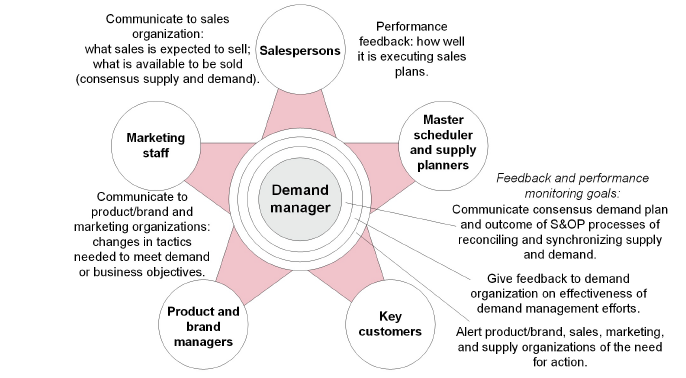 Communicate to sales
organization:
what sales is expected to sell;
what is available to be sold
(consensus supply and demand).
Salespersons
Performance
feedback: how well
it is executing sales
plans.
Marketing
staff
Master
scheduler
and supply
planners
Demand
manager
Communicate to
product/brand and
marketing organizations:
changes in tactics
needed to meet demand
or business objectives.
Feedback and performance
monitoring goals:
Communicate consensus demand plan
and outcome of S&OP processes of
reconciling and synchronizing supply
and demand.
Give feedback to demand
organization on effectiveness of
demand management efforts.
Alert product/brand, sales, marketing,
and supply organizations of the need
for action.
Product and
brand
managers
Key
customers